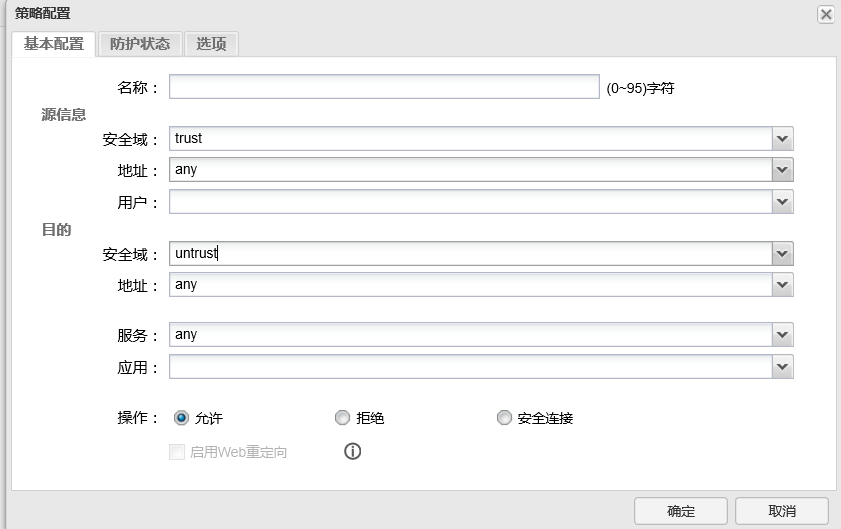 策略配置
基本配置 防护状态 选项
名称： (0~95)字符
源信息
安全域： trust
地址： any
用户：
目的
安全域： untrust
地址： any
服务： any
应用：
操作： 允许 拒绝 安全连接
启用Web重定向
确定 取消